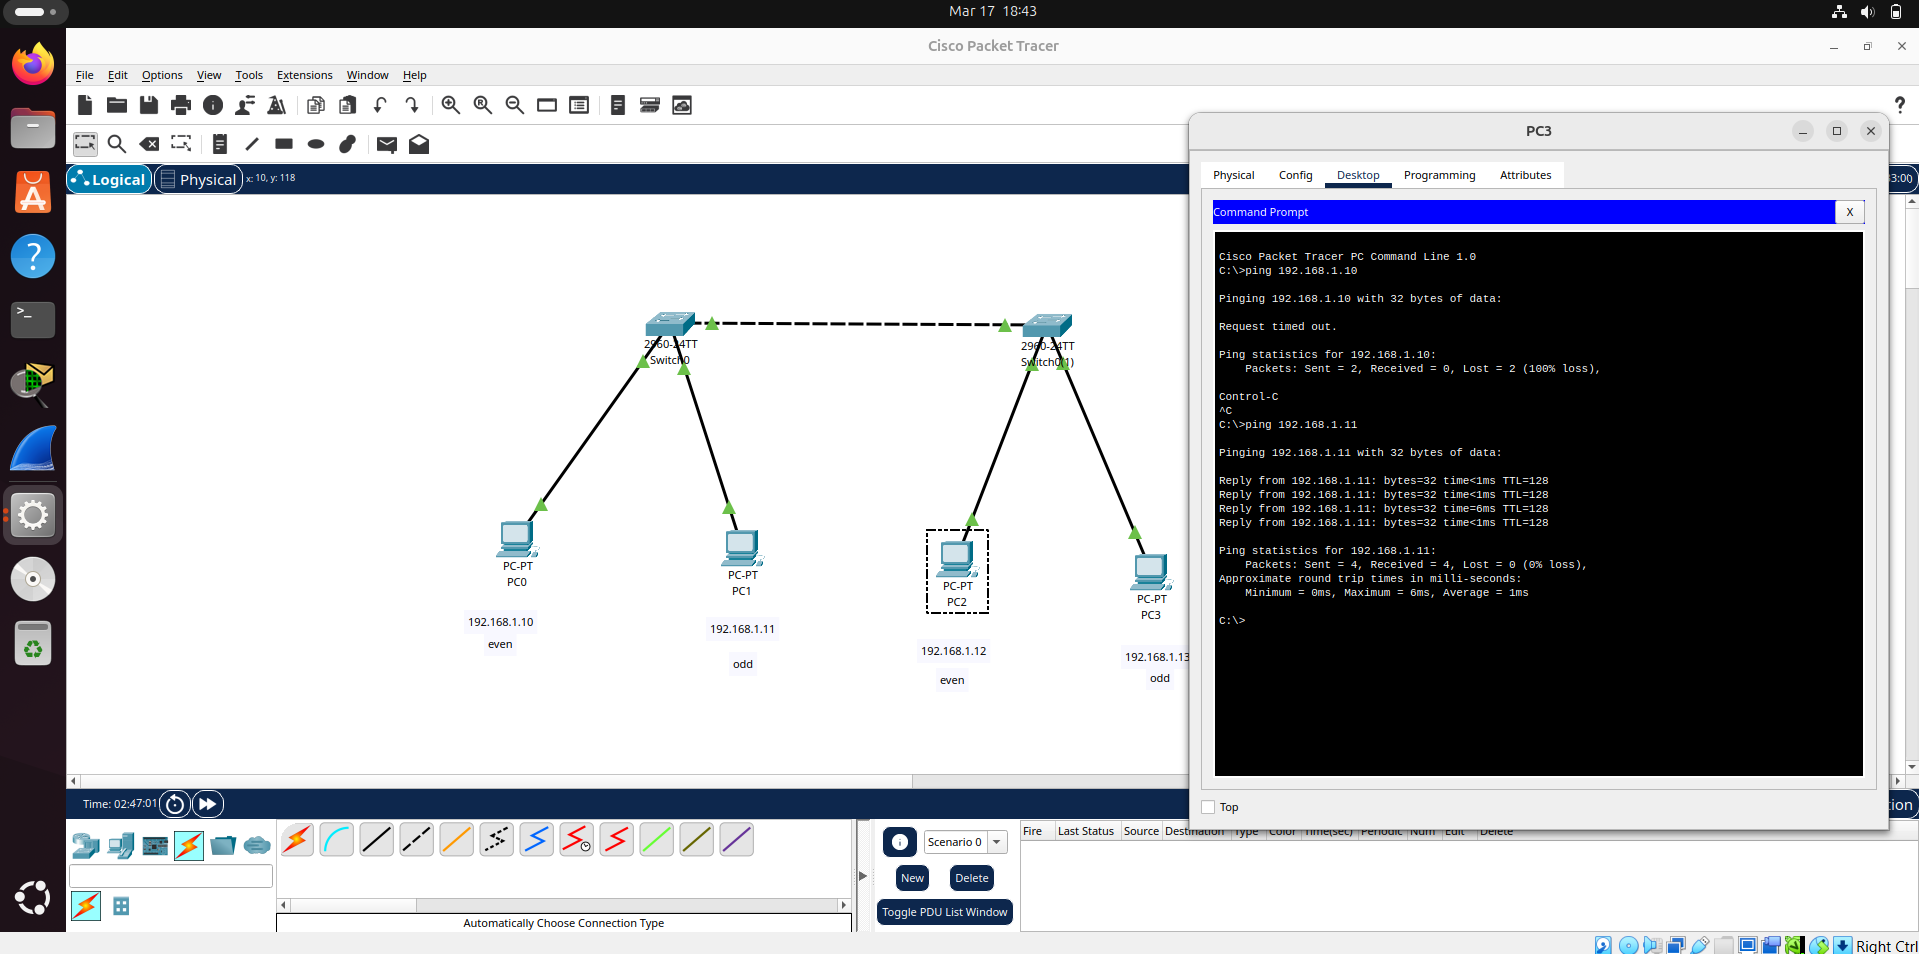 Mar 17 18:43
Cisco Packet Tracer
File Edit Options View Tools Extensions Window Help
Logical
Physical
x: 10, y: 118
3:00)
2960-24TT
Switch0
2960-24TT
Switch0(1)
PC-PT
PC0
PC-PT
PC1
PC-PT
PC2
PC-PT
PC3
192.168.1.10
even
192.168.1.11
odd
192.168.1.12
even
192.168.1.13
odd
PC3
Physical Config Desktop Programming Attributes
Command Prompt
X
Cisco Packet Tracer PC Command Line 1.0
C:\>ping 192.168.1.10
Pinging 192.168.1.10 with 32 bytes of data:
Request timed out.
Ping statistics for 192.168.1.10:
Packets: Sent = 2, Received = 0, Lost = 2 (100% loss),
Control-C
^C
C:\>ping 192.168.1.11
Pinging 192.168.1.11 with 32 bytes of data:
Reply from 192.168.1.11: bytes=32 time<1ms TTL=128
Reply from 192.168.1.11: bytes=32 time<1ms TTL=128
Reply from 192.168.1.11: bytes=32 time=6ms TTL=128
Reply from 192.168.1.11: bytes=32 time<1ms TTL=128
Ping statistics for 192.168.1.11:
Packets: Sent = 4, Received = 4, Lost = 0 (0% loss),
Approximate round trip times in milli-seconds:
Minimum = 0ms, Maximum = 6ms, Average = 1ms
C:\>
Top
Time: 02:47:01
ion
Scenario 0
New
Delete
Toggle PDU List Window
Fire Last Status Source Destination Type Color Time(sec) Periodic Num Edit Delete
Automatically Choose Connection Type
Right Ctrl